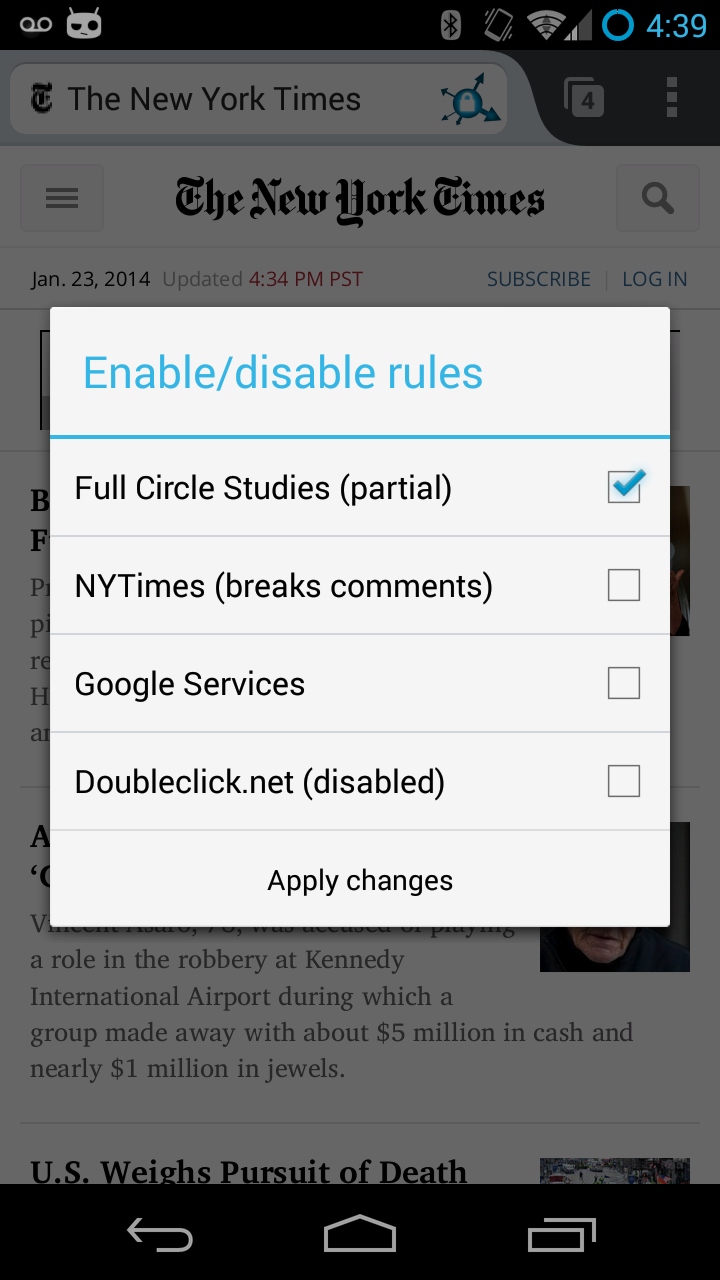 4:39
The New York Times
4
The New York Times
Jan. 23, 2014 Updated 4:34 PM PST SUBSCRIBE LOG IN
Enable/disable rules
Full Circle Studies (partial)
NYTimes (breaks comments)
Google Services
Doubleclick.net (disabled)
Apply changes
a role in the robbery at Kennedy
International Airport during which a
group made away with about $5 million in cash and
nearly $1 million in jewels.
U.S. Weighs Pursuit of Death